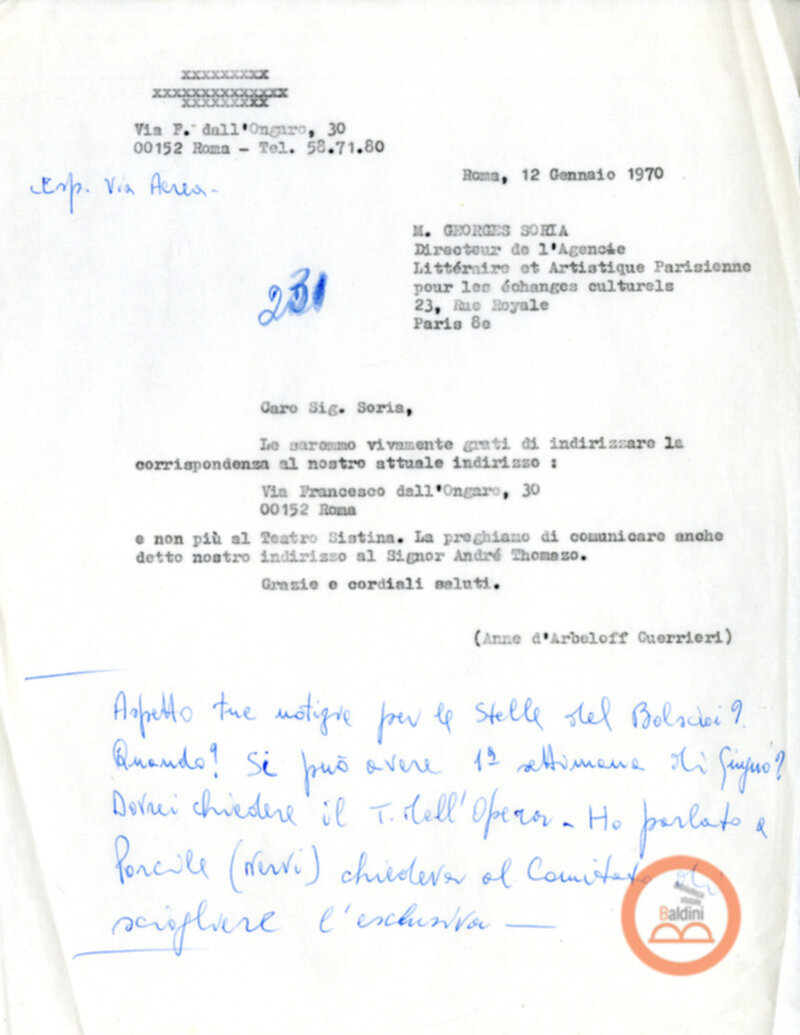 xxxxxxxxx
xxxxxxxxxxxxxx
xxxxxxxxx
Via F. dall'Ongaro, 30
00152 Roma - Tel. 58.71.80
Esp. Via Aerea -
Roma, 12 Gennaio 1970
M. GEORGES SORIA
Directeur de l'Agencie
Littéraire et Artistique Parisienne
pour les échanges culturels
23, Rue Royale
Paris 8e
231
Caro Sig. Soria,
Le saremmo vivamente grati di indirizzare la
corrispondenza al nostro attuale indirizzo :
Via Francesco dall'Ongaro, 30
00152 Roma
e non più al Teatro Sistina. La preghiamo di comunicare anche
detto nostro indirizzo al Signor André Thomazo.
Grazie e cordiali saluti.
(Anne d'Arbeloff Guerrieri)
Aspetto tue notizie per le Stelle del Bolscioi?
Quando? Si può avere 1ª settimana di Giugno?
Dovrei chiedere il T. dell'Opera - Ho parlato a
Porcile (Nervi) chiedeva al Comitato di
sciogliere l'esclusiva —
Biblioteca
statale
Baldini